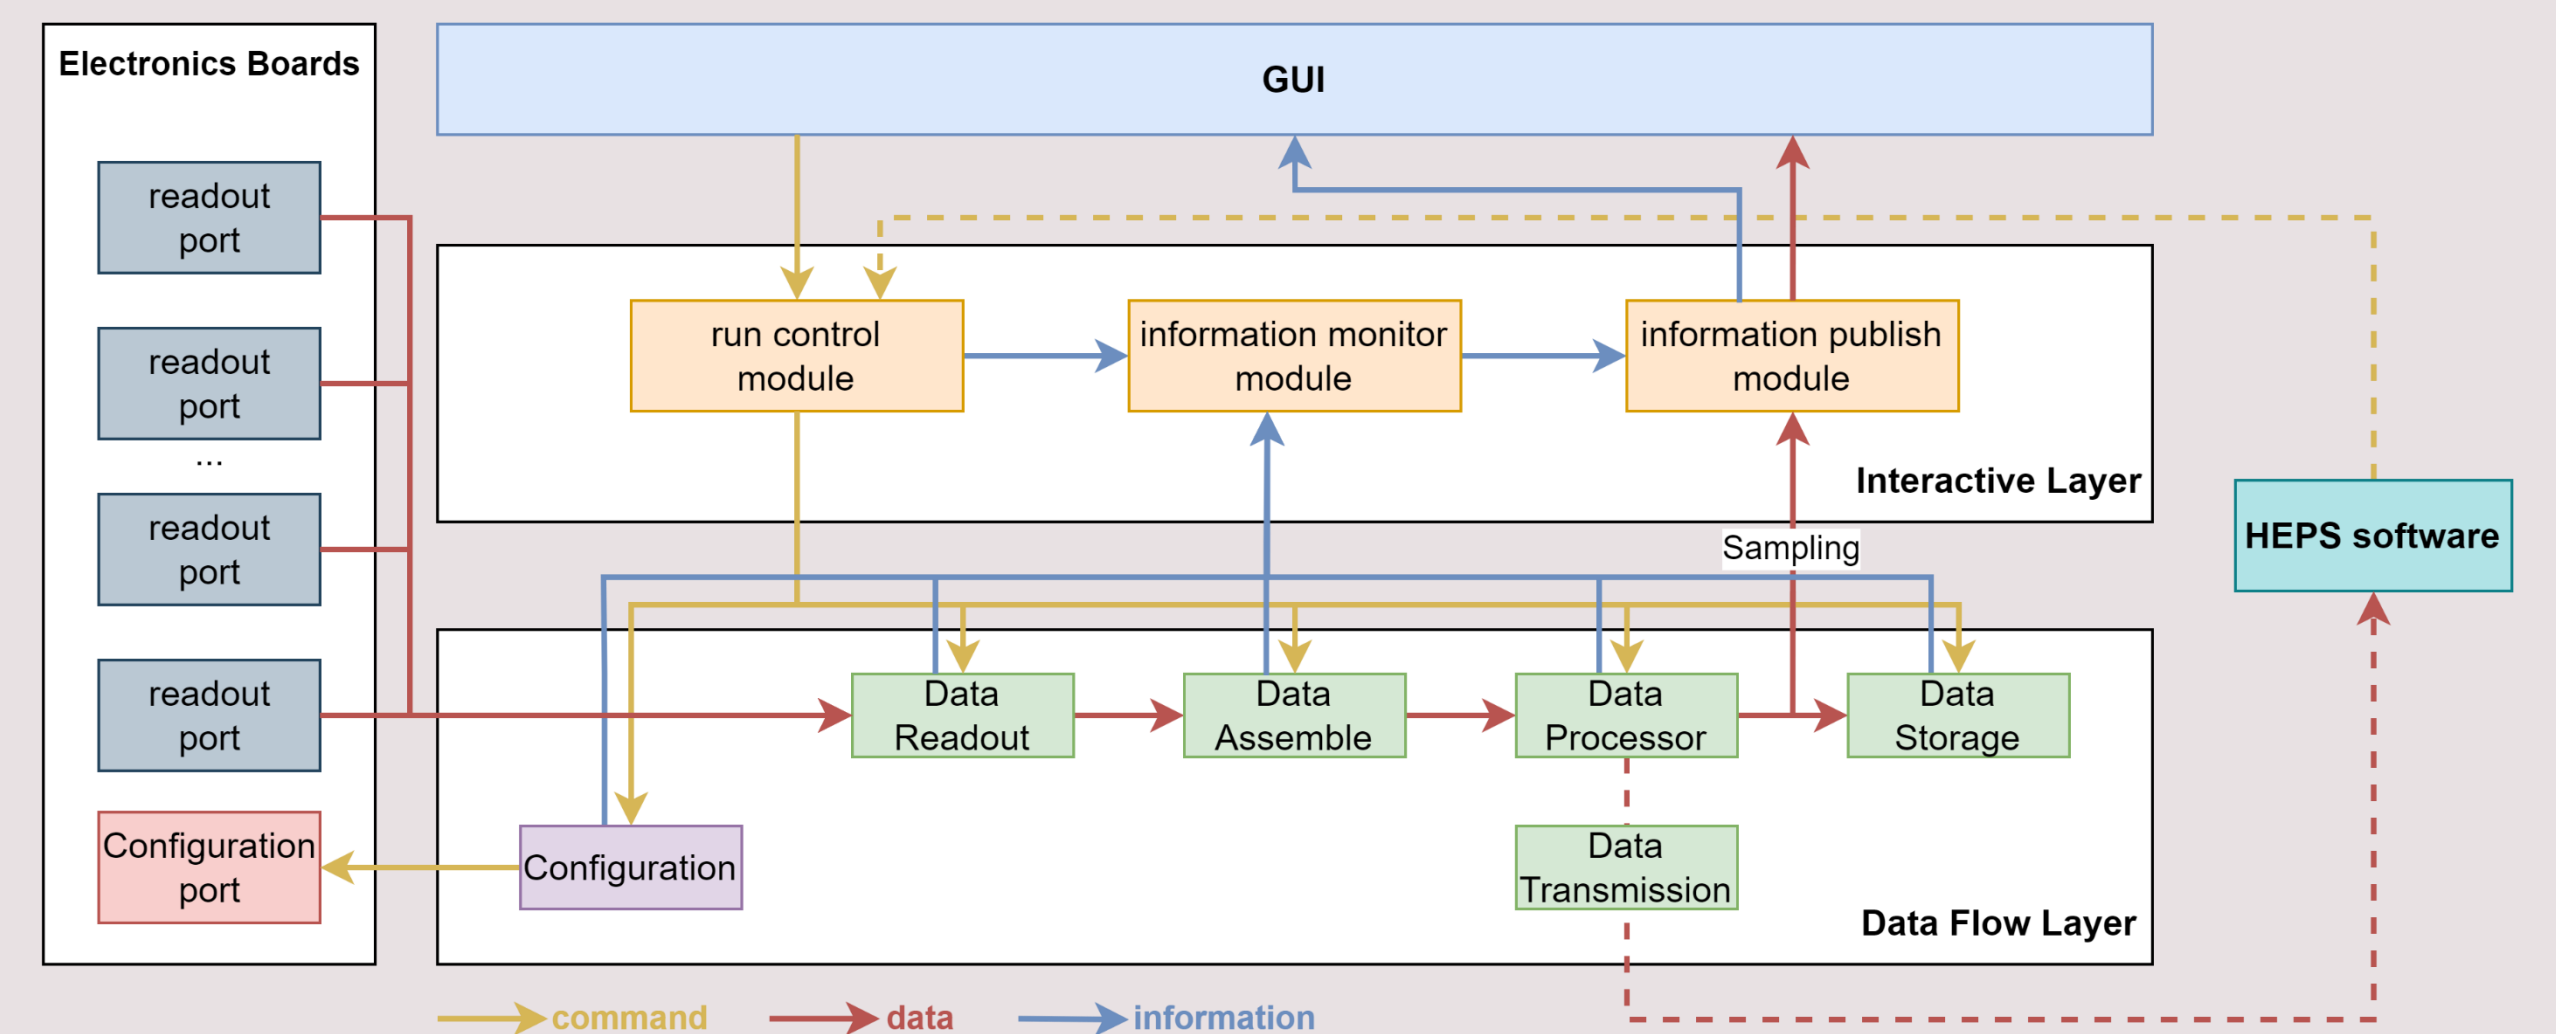 Electronics Boards
readout
port
readout
port
...
readout
port
readout
port
Configuration
port
GUI
run control
module
information monitor
module
information publish
module
Interactive Layer
Sampling
HEPS software
Data
Readout
Data
Assemble
Data
Processor
Data
Storage
Configuration
Data
Transmission
Data Flow Layer
command
data
information